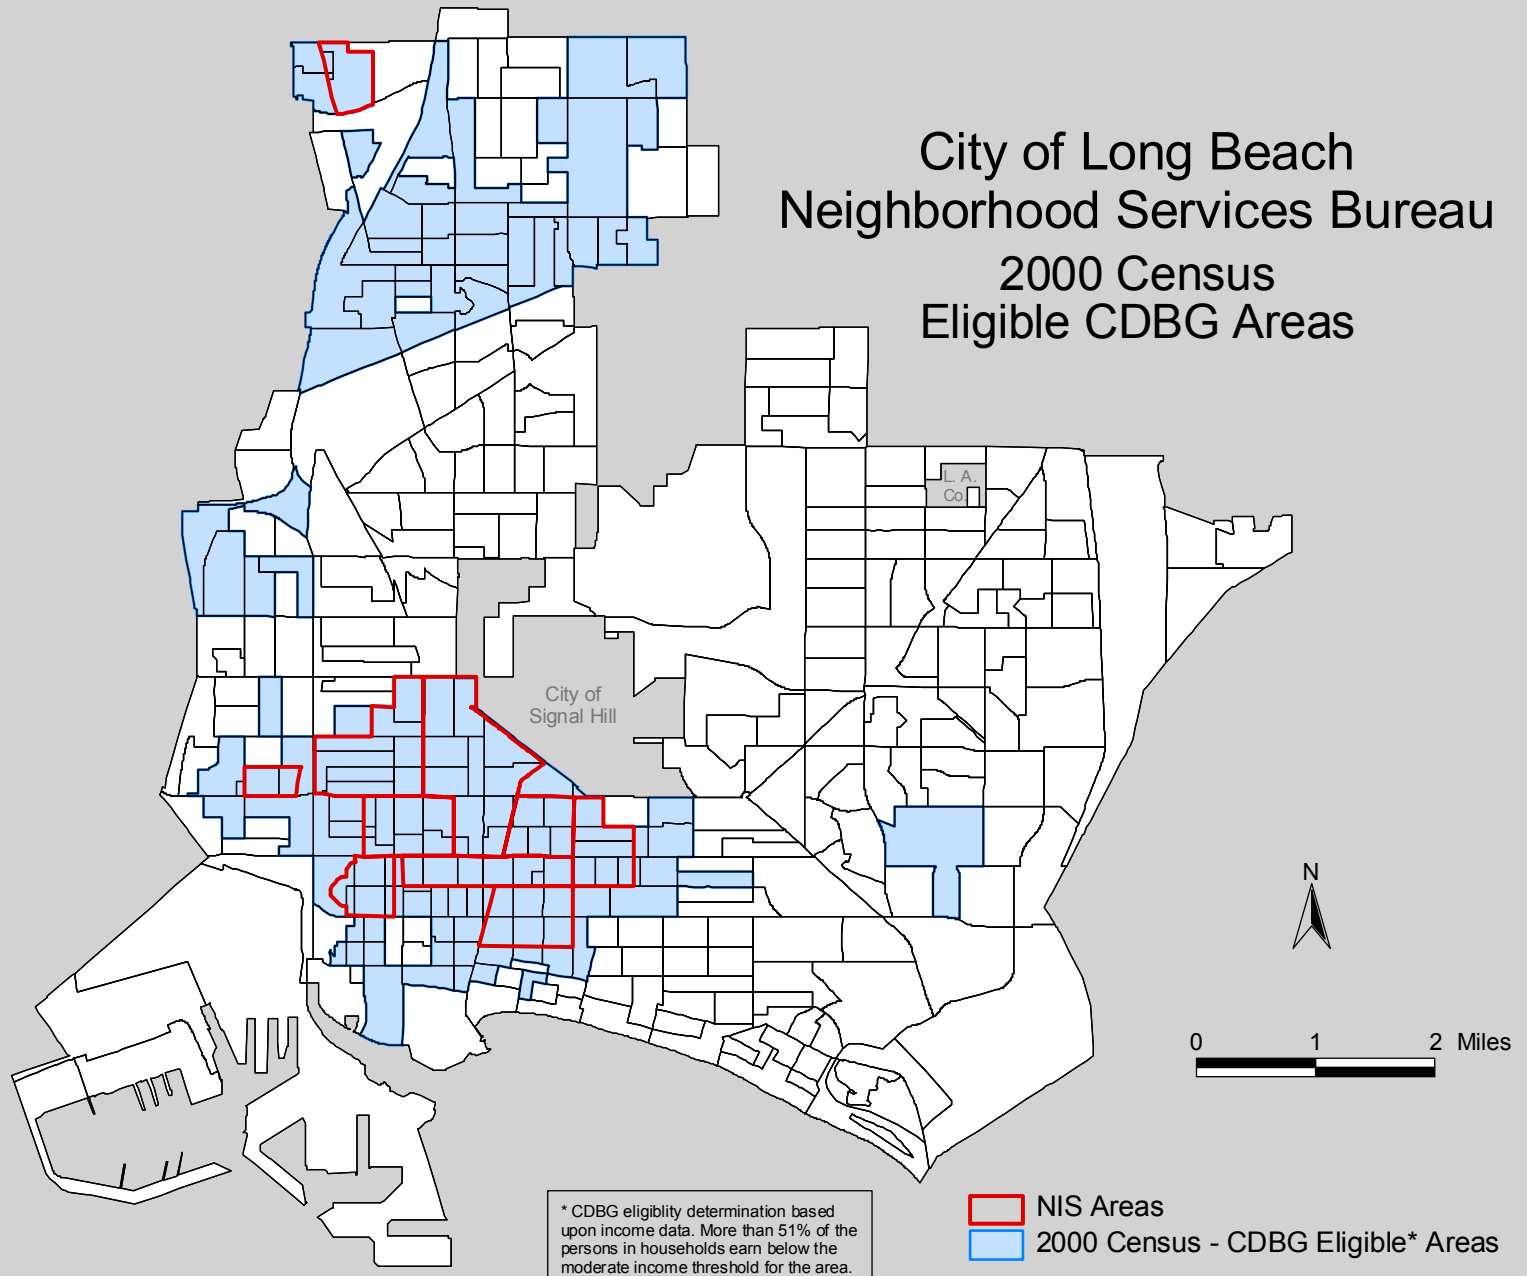 City of Long Beach
Neighborhood Services Bureau
2000 Census
Eligible CDBG Areas
L. A.
Co.
City of
Signal Hill
N
0 1 2 Miles
* CDBG eligiblity determination based
upon income data. More than 51% of the
persons in households earn below the
moderate income threshold for the area.
NIS Areas
2000 Census - CDBG Eligible* Areas